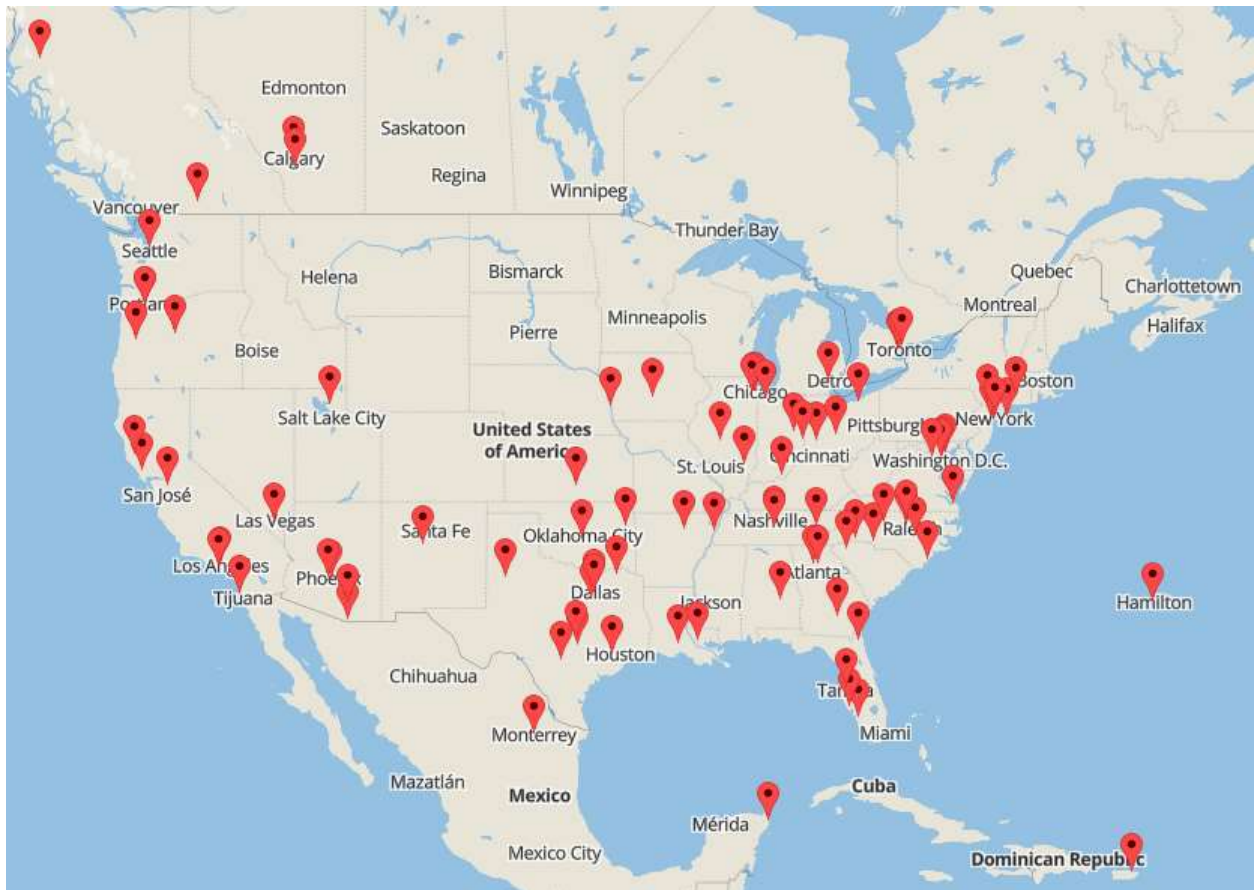 Edmonton
Saskatoon
Calgary
Regina
Winnipeg
Vancouver
Thunder Bay
Seattle
Quebec
Helena
Bismarck
Charlottetown
Montreal
Portlan
Minneapolis
Halifax
Pierre
Toronto
Boise
Chicago
Detro
Boston
Salt Lake City
New York
Pittsburgh
United States
of America
Cincinnati
Washington D.C.
St. Louis
San José
Las Vegas
Nashville
Santa Fe
Oklahoma City
Raleigh
Los Angeles
Phoenix
Atlanta
Dallas
Tijuana
Jackson
Hamilton
Houston
Chihuahua
Tampa
Miami
Monterrey
Mazatlán
Cuba
Mexico
Mérida
Mexico City
Dominican Republic